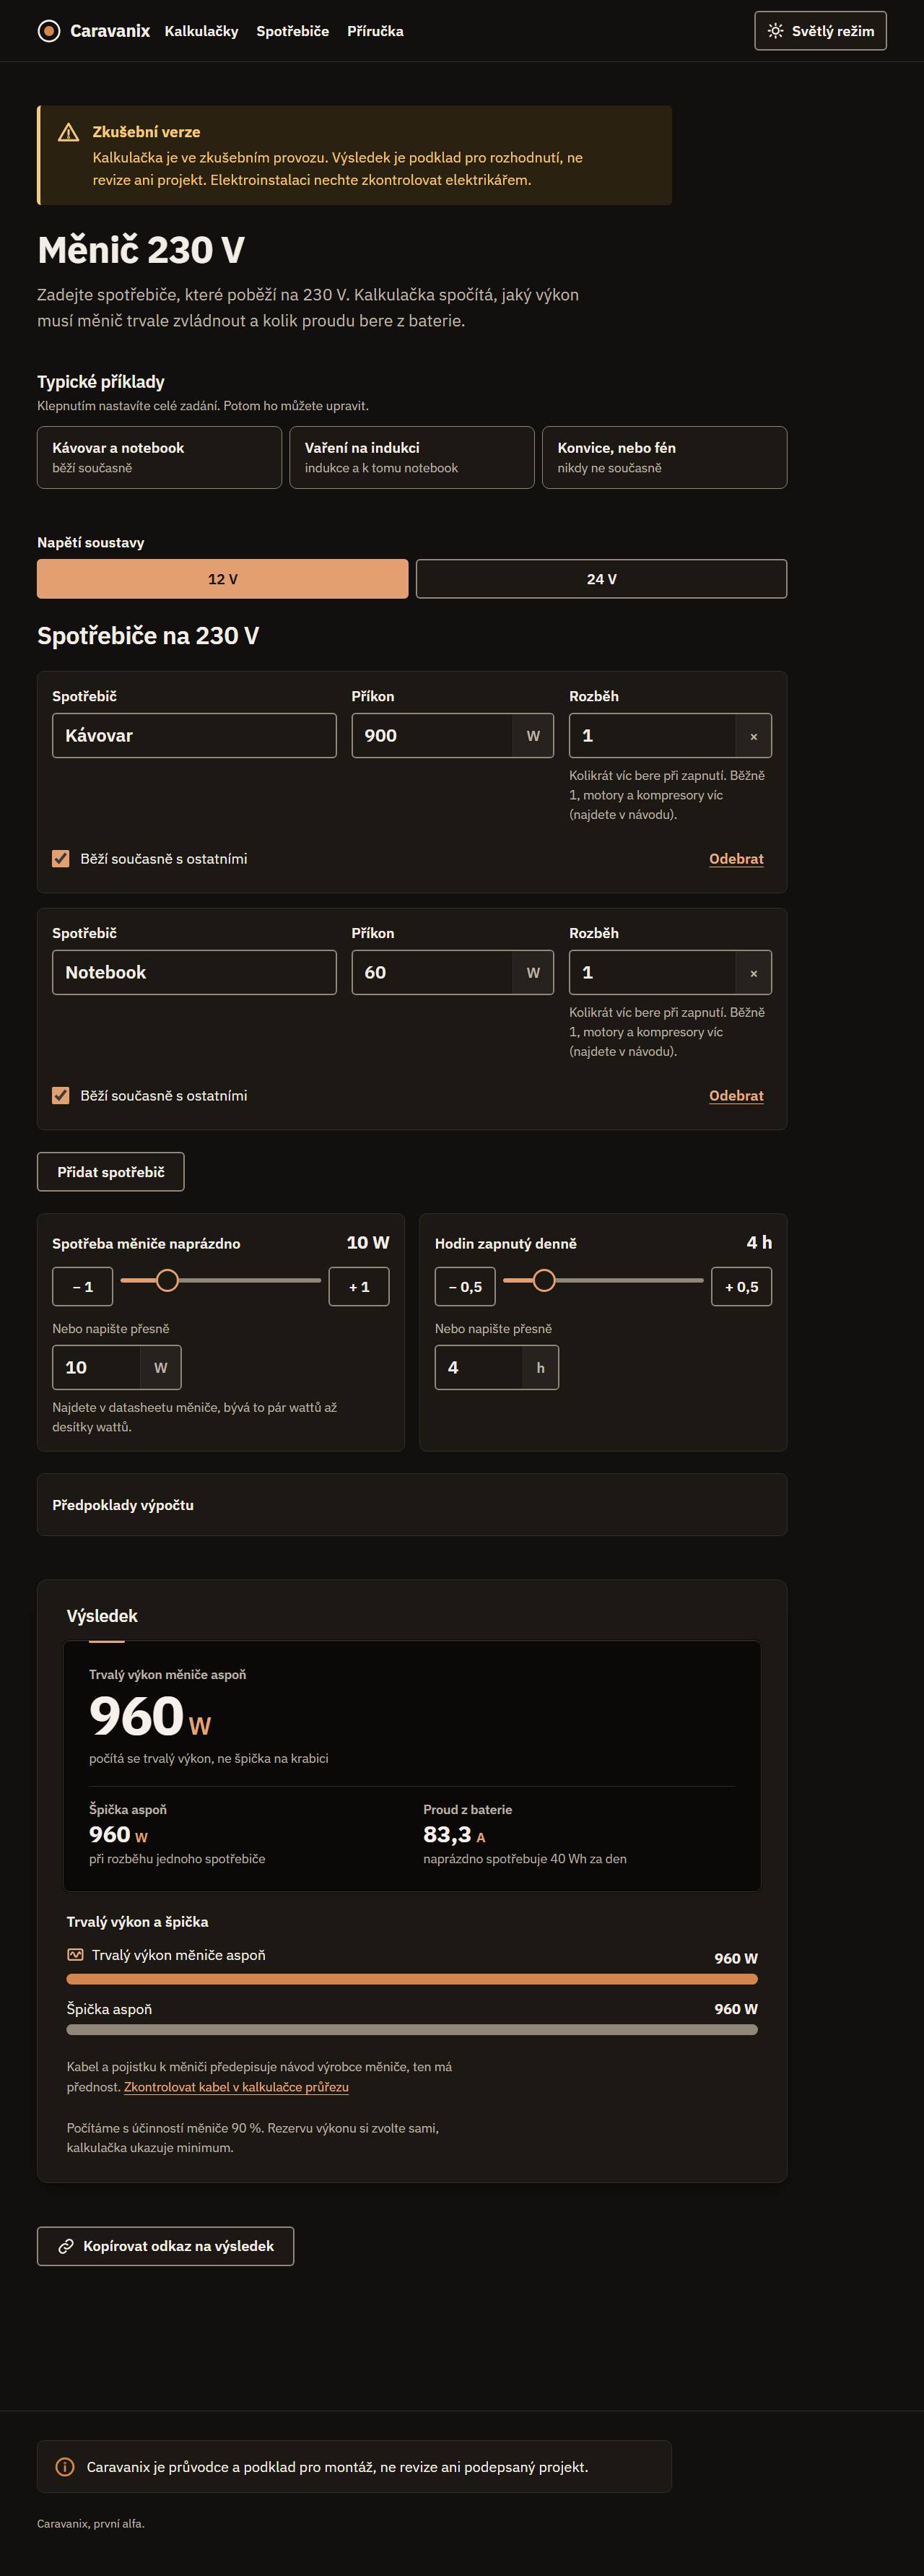 Caravanix Kalkulačky Spotřebiče Příručka Světlý režim
Zkušební verze
Kalkulačka je ve zkušebním provozu. Výsledek je podklad pro rozhodnutí, ne
revize ani projekt. Elektroinstalaci nechte zkontrolovat elektrikářem.
Měnič 230 V
Zadejte spotřebiče, které poběží na 230 V. Kalkulačka spočítá, jaký výkon
musí měnič trvale zvládnout a kolik proudu bere z baterie.
Typické příklady
Klepnutím nastavíte celé zadání. Potom ho můžete upravit.
Kávovar a notebook
běží současně
Vaření na indukci
indukce a k tomu notebook
Konvice, nebo fén
nikdy ne současně
Napětí soustavy
12 V 24 V
Spotřebiče na 230 V
Spotřebič Příkon Rozběh
Kávovar 900 W 1 ×
Kolikrát víc bere při zapnutí. Běžně
1, motory a kompresory víc
(najdete v návodu).
Běží současně s ostatními Odebrat
Spotřebič Příkon Rozběh
Notebook 60 W 1 ×
Kolikrát víc bere při zapnutí. Běžně
1, motory a kompresory víc
(najdete v návodu).
Běží současně s ostatními Odebrat
Přidat spotřebič
Spotřeba měniče naprázdno 10 W
− 1 + 1
Nebo napište přesně
10 W
Najdete v datasheetu měniče, bývá to pár wattů až
desítky wattů.
Hodin zapnutý denně 4 h
− 0,5 + 0,5
Nebo napište přesně
4 h
Předpoklady výpočtu
Výsledek
Trvalý výkon měniče aspoň
960 W
počítá se trvalý výkon, ne špička na krabici
Špička aspoň
960 W
při rozběhu jednoho spotřebiče
Proud z baterie
83,3 A
naprázdno spotřebuje 40 Wh za den
Trvalý výkon a špička
Trvalý výkon měniče aspoň 960 W
Špička aspoň 960 W
Kabel a pojistku k měniči předepisuje návod výrobce měniče, ten má
přednost. Zkontrolovat kabel v kalkulačce průřezu
Počítáme s účinností měniče 90 %. Rezervu výkonu si zvolte sami,
kalkulačka ukazuje minimum.
Kopírovat odkaz na výsledek
Caravanix je průvodce a podklad pro montáž, ne revize ani podepsaný projekt.
Caravanix, první alfa.